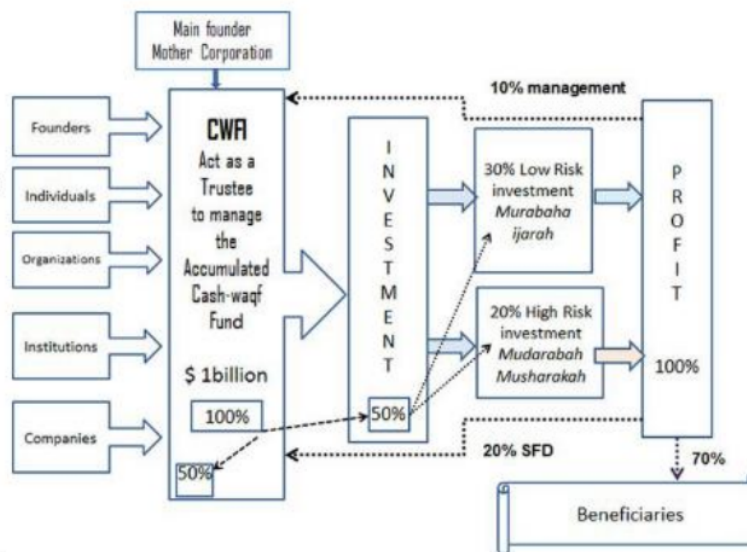 Main founder
Mother Corporation
Founders
Individuals
Organizations
Institutions
Companies
CWFI
Act as a
Trustee
to manage
the
Accumulated
Cash-waqf
Fund
$ 1billion
100%
50%
I
N
V
E
S
T
M
E
N
T
50%
10% management
30% Low Risk
investment
Murabaha
ijarah
20% High Risk
investment
Mudarabah
Musharakah
20% SFD
P
R
O
F
I
T
100%
70%
Beneficiaries